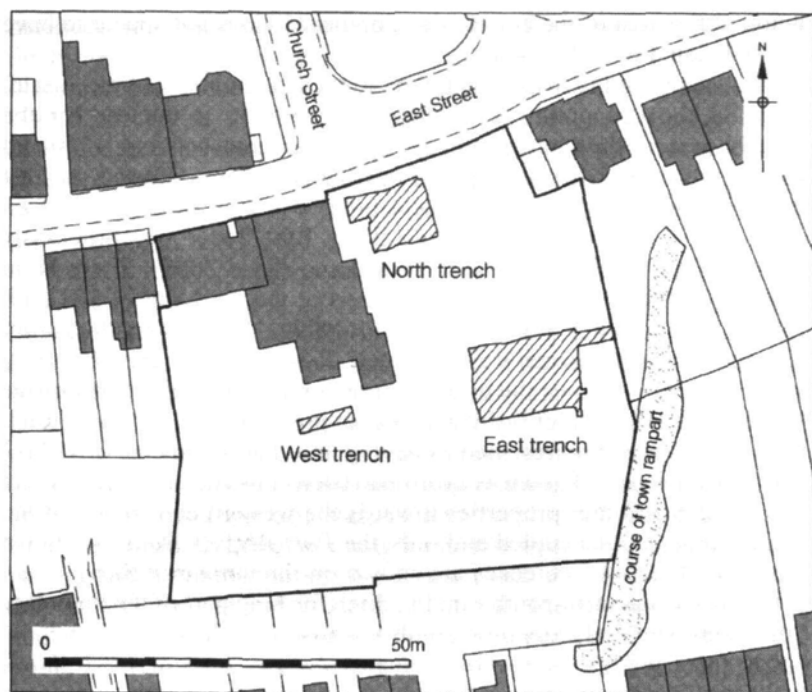 Church Street
East Street
N
North trench
West trench
East trench
course of town rampart
0
50m